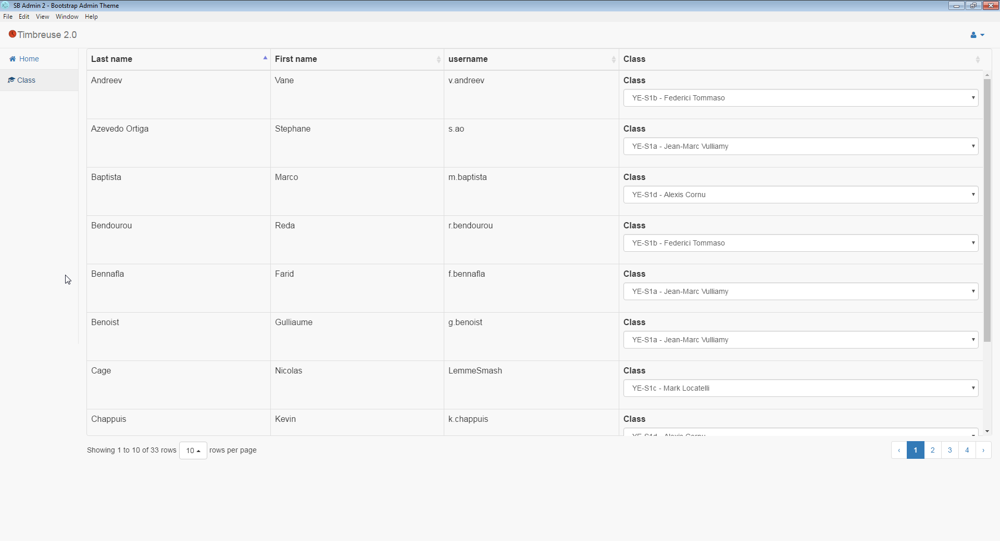 SB Admin 2 - Bootstrap Admin Theme
File Edit View Window Help
Timbreuse 2.0
Home
Class
Last name First name username Class
Andreev Vane v.andreev Class
YE-S1b - Federici Tommaso
Azevedo Ortiga Stephane s.ao Class
YE-S1a - Jean-Marc Vulliamy
Baptista Marco m.baptista Class
YE-S1d - Alexis Cornu
Bendourou Reda r.bendourou Class
YE-S1b - Federici Tommaso
Bennafla Farid f.bennafla Class
YE-S1a - Jean-Marc Vulliamy
Benoist Gulliaume g.benoist Class
YE-S1a - Jean-Marc Vulliamy
Cage Nicolas LemmeSmash Class
YE-S1c - Mark Locatelli
Chappuis Kevin k.chappuis Class
YE-S1d - Alexis Cornu
Showing 1 to 10 of 33 rows 10 rows per page
‹ 1 2 3 4 ›